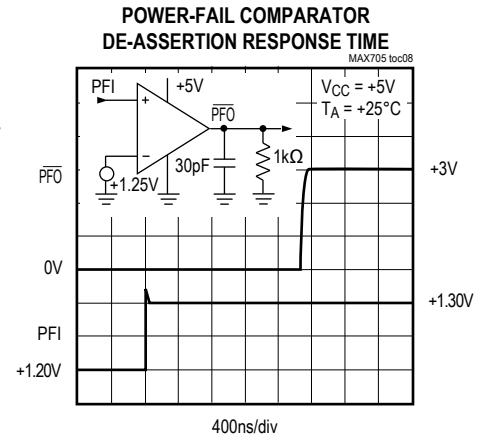 POWER-FAIL COMPARATOR
DE-ASSERTION RESPONSE TIME
MAX705 toc08
PFI
+5V
VCC = +5V
TA = +25°C
PFO
+
−
30pF
1kΩ
+1.25V
PFO
+3V
0V
+1.30V
PFI
+1.20V
400ns/div